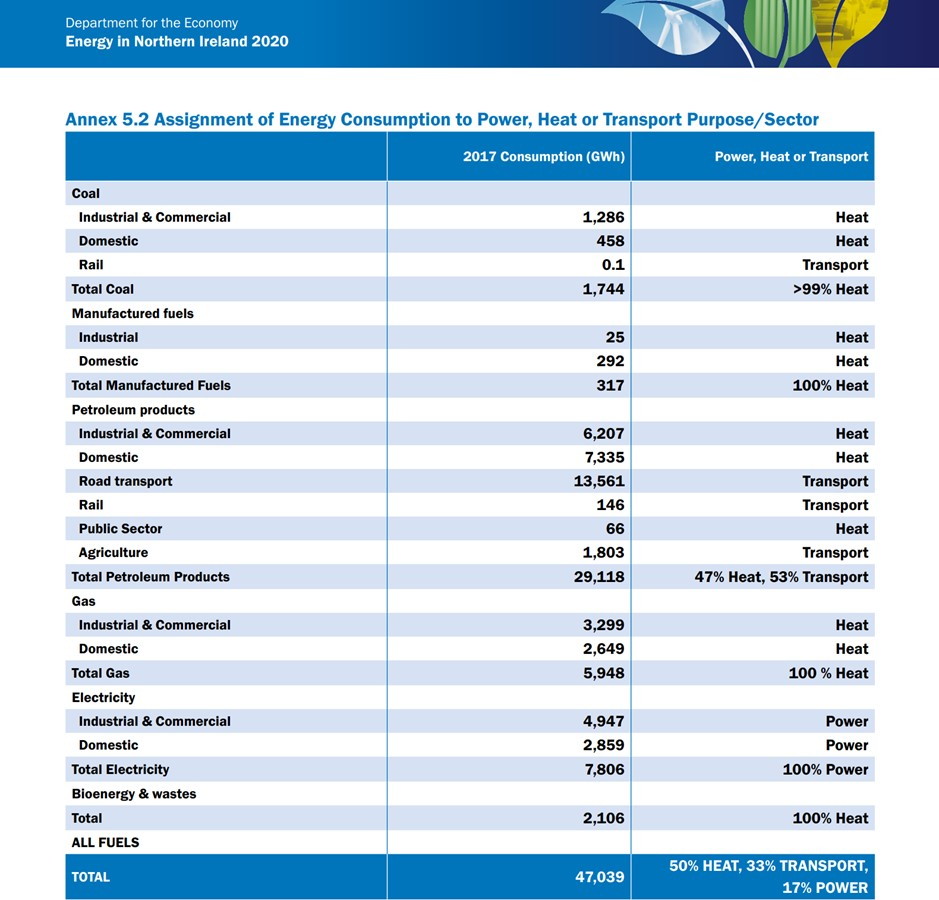 Department for the Economy
Energy in Northern Ireland 2020
Annex 5.2 Assignment of Energy Consumption to Power, Heat or Transport Purpose/Sector
2017 Consumption (GWh) Power, Heat or Transport
Coal
Industrial & Commercial 1,286 Heat
Domestic 458 Heat
Rail 0.1 Transport
Total Coal 1,744 >99% Heat
Manufactured fuels
Industrial 25 Heat
Domestic 292 Heat
Total Manufactured Fuels 317 100% Heat
Petroleum products
Industrial & Commercial 6,207 Heat
Domestic 7,335 Heat
Road transport 13,561 Transport
Rail 146 Transport
Public Sector 66 Heat
Agriculture 1,803 Transport
Total Petroleum Products 29,118 47% Heat, 53% Transport
Gas
Industrial & Commercial 3,299 Heat
Domestic 2,649 Heat
Total Gas 5,948 100 % Heat
Electricity
Industrial & Commercial 4,947 Power
Domestic 2,859 Power
Total Electricity 7,806 100% Power
Bioenergy & wastes
Total 2,106 100% Heat
ALL FUELS
TOTAL 47,039 50% HEAT, 33% TRANSPORT,
17% POWER